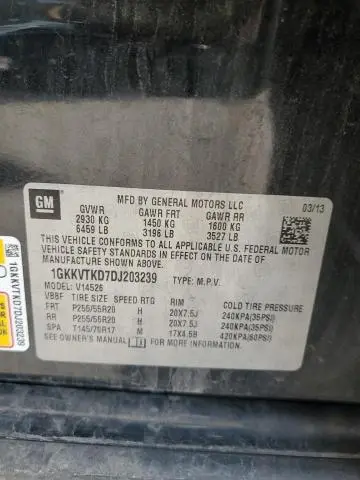 GM
MFD BY GENERAL MOTORS LLC
03/13
GVWR GAWR FRT GAWR RR
2930 KG 1450 KG 1600 KG
6459 LB 3196 LB 3527 LB
THIS VEHICLE CONFORMS TO ALL APPLICABLE U.S. FEDERAL MOTOR
VEHICLE SAFETY STANDARDS IN EFFECT ON THE DATE
OF MANUFACTURE SHOWN ABOVE.
1GKKVTKD7DJ203239 TYPE: M.P.V.
MODEL: V14526
VBBF TIRE SIZE SPEED RTG RIM COLD TIRE PRESSURE
FRT P255/55R20 H 20X7.5J 240KPA(35PSI)
RR P255/55R20 H 20X7.5J 240KPA(35PSI)
SPA T145/70R17 M 17X4.5B 420KPA(60PSI)
SEE OWNER'S MANUAL FOR MORE INFORMATION
1GKKVTKD7DJ203239